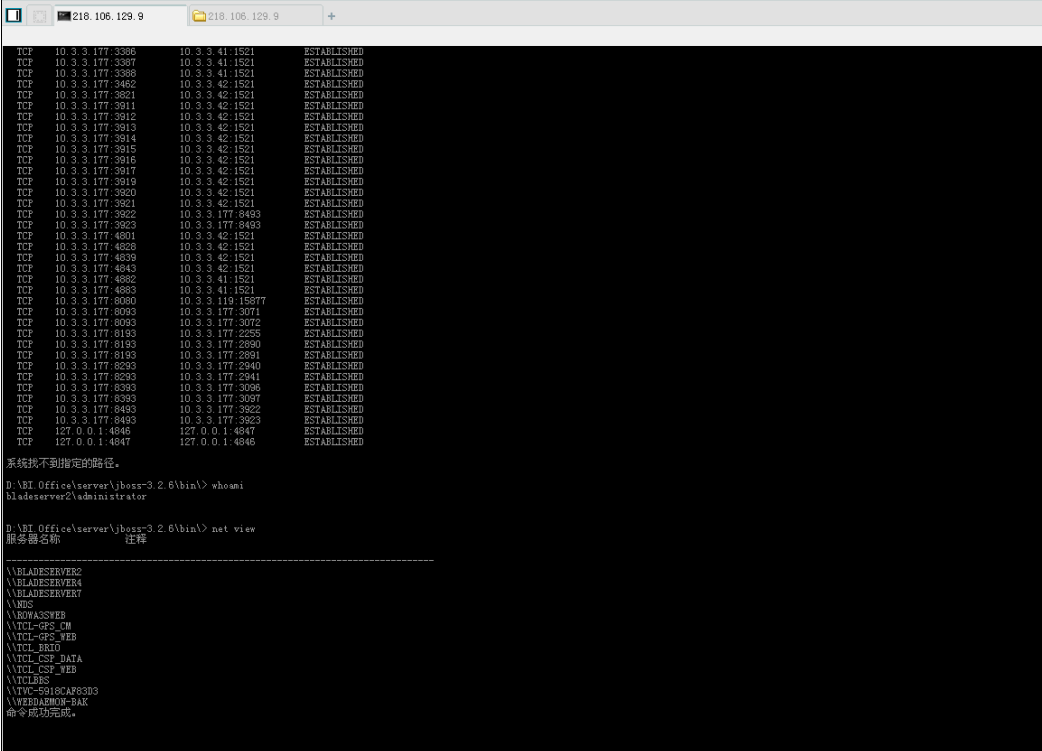 218.106.129.9 218.106.129.9 +
TCP 10.3.3.177:3386 10.3.3.41:1521 ESTABLISHED
TCP 10.3.3.177:3387 10.3.3.41:1521 ESTABLISHED
TCP 10.3.3.177:3388 10.3.3.41:1521 ESTABLISHED
TCP 10.3.3.177:3462 10.3.3.42:1521 ESTABLISHED
TCP 10.3.3.177:3821 10.3.3.42:1521 ESTABLISHED
TCP 10.3.3.177:3911 10.3.3.42:1521 ESTABLISHED
TCP 10.3.3.177:3912 10.3.3.42:1521 ESTABLISHED
TCP 10.3.3.177:3913 10.3.3.42:1521 ESTABLISHED
TCP 10.3.3.177:3914 10.3.3.42:1521 ESTABLISHED
TCP 10.3.3.177:3915 10.3.3.42:1521 ESTABLISHED
TCP 10.3.3.177:3916 10.3.3.42:1521 ESTABLISHED
TCP 10.3.3.177:3917 10.3.3.42:1521 ESTABLISHED
TCP 10.3.3.177:3919 10.3.3.42:1521 ESTABLISHED
TCP 10.3.3.177:3920 10.3.3.42:1521 ESTABLISHED
TCP 10.3.3.177:3921 10.3.3.42:1521 ESTABLISHED
TCP 10.3.3.177:3922 10.3.3.177:8493 ESTABLISHED
TCP 10.3.3.177:3923 10.3.3.177:8493 ESTABLISHED
TCP 10.3.3.177:4801 10.3.3.42:1521 ESTABLISHED
TCP 10.3.3.177:4828 10.3.3.42:1521 ESTABLISHED
TCP 10.3.3.177:4839 10.3.3.42:1521 ESTABLISHED
TCP 10.3.3.177:4843 10.3.3.42:1521 ESTABLISHED
TCP 10.3.3.177:4882 10.3.3.41:1521 ESTABLISHED
TCP 10.3.3.177:4883 10.3.3.41:1521 ESTABLISHED
TCP 10.3.3.177:8080 10.3.3.119:15877 ESTABLISHED
TCP 10.3.3.177:8093 10.3.3.177:3071 ESTABLISHED
TCP 10.3.3.177:8093 10.3.3.177:3072 ESTABLISHED
TCP 10.3.3.177:8193 10.3.3.177:2255 ESTABLISHED
TCP 10.3.3.177:8193 10.3.3.177:2890 ESTABLISHED
TCP 10.3.3.177:8193 10.3.3.177:2891 ESTABLISHED
TCP 10.3.3.177:8293 10.3.3.177:2940 ESTABLISHED
TCP 10.3.3.177:8293 10.3.3.177:2941 ESTABLISHED
TCP 10.3.3.177:8393 10.3.3.177:3096 ESTABLISHED
TCP 10.3.3.177:8393 10.3.3.177:3097 ESTABLISHED
TCP 10.3.3.177:8493 10.3.3.177:3922 ESTABLISHED
TCP 10.3.3.177:8493 10.3.3.177:3923 ESTABLISHED
TCP 127.0.0.1:4846 127.0.0.1:4847 ESTABLISHED
TCP 127.0.0.1:4847 127.0.0.1:4846 ESTABLISHED
系统找不到指定的路径。
D:\BI.Office\server\jboss-3.2.6\bin\> whoami
bladeserver2\administrator
D:\BI.Office\server\jboss-3.2.6\bin\> net view
服务器名称 注释
-------------------------------------------------------------------------------
\\BLADESERVER2
\\BLADESERVER4
\\BLADESERVER7
\\NDS
\\ROWA3SWEB
\\TCL-GPS_CM
\\TCL-GPS_WEB
\\TCL_BRIO
\\TCL_CSP_DATA
\\TCL_CSP_WEB
\\TCLBBS
\\TVC-5918CAF83D3
\\WEBDAEMON-BAK
命令成功完成。